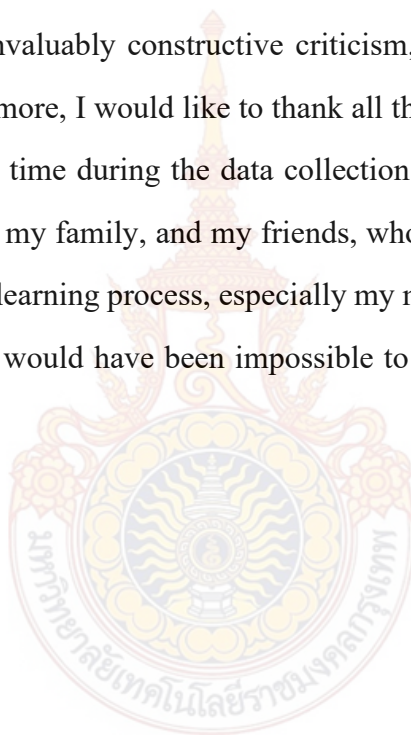 nvaluably constructive criticism,
more, I would like to thank all th
time during the data collection
my family, and my friends, who
learning process, especially my
would have been impossible to
มหาวิทยาลัยเทคโนโลยีราชมงคลกรุงเทพ